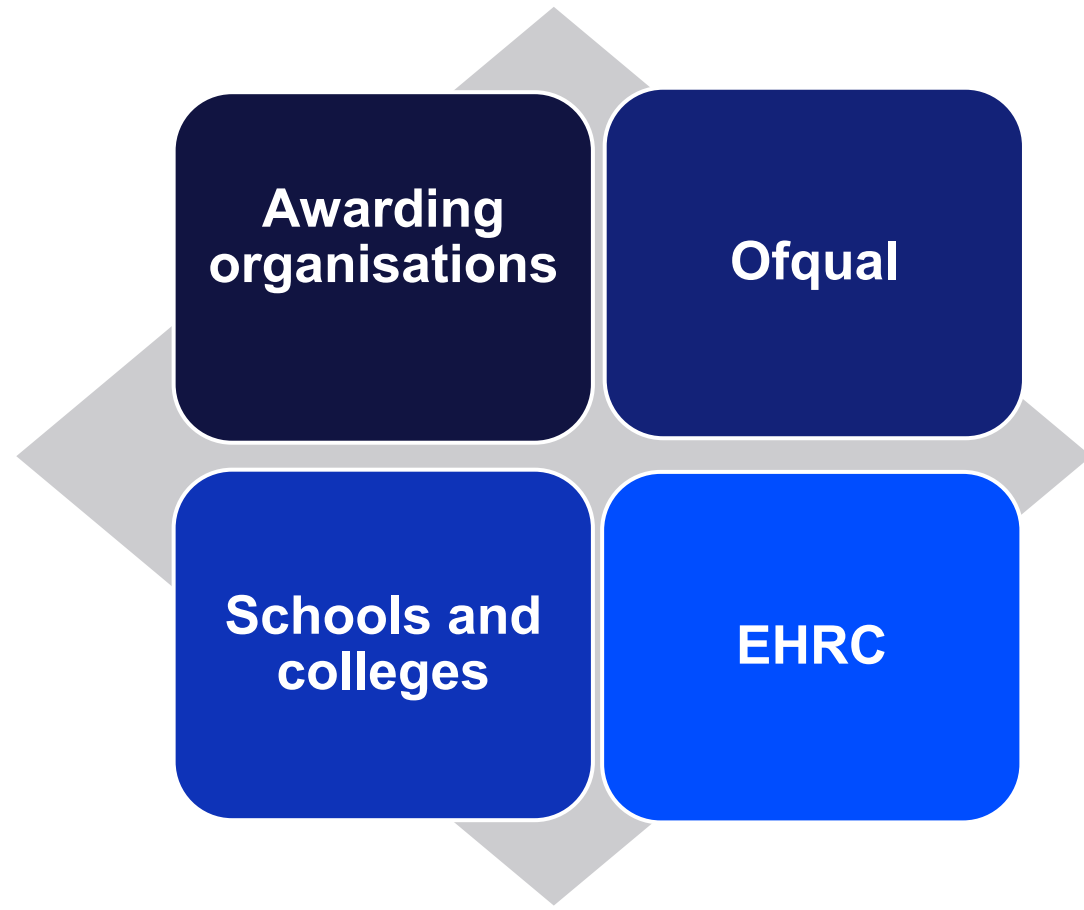 Awarding
organisations
Ofqual
Schools and
colleges
EHRC